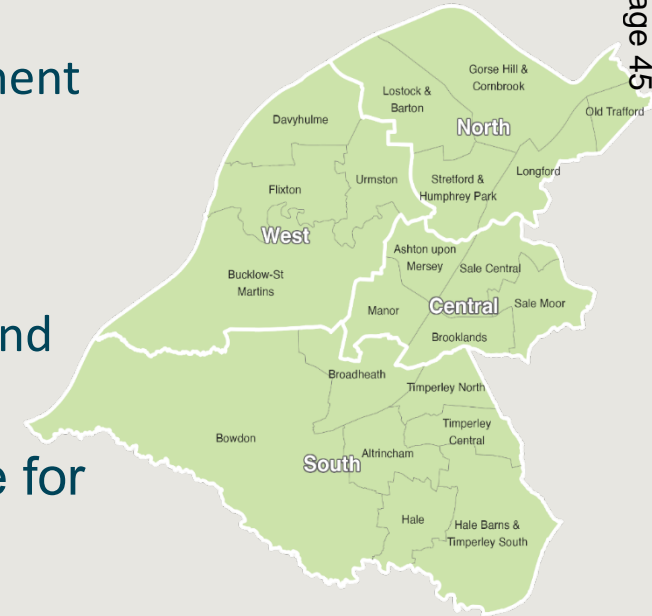 nent
nd
e for
age 45
Gorse Hill &
Cornbrook
Lostock &
Barton
Old Trafford
Davyhulme
North
Longford
Urmston
Stretford &
Humphrey Park
Flixton
West
Ashton upon
Mersey
Sale Central
Bucklow-St
Martins
Manor
Central
Sale Moor
Brooklands
Broadheath
Timperley North
Timperley
Central
Bowdon
Altrincham
South
Hale
Hale Barns &
Timperley South